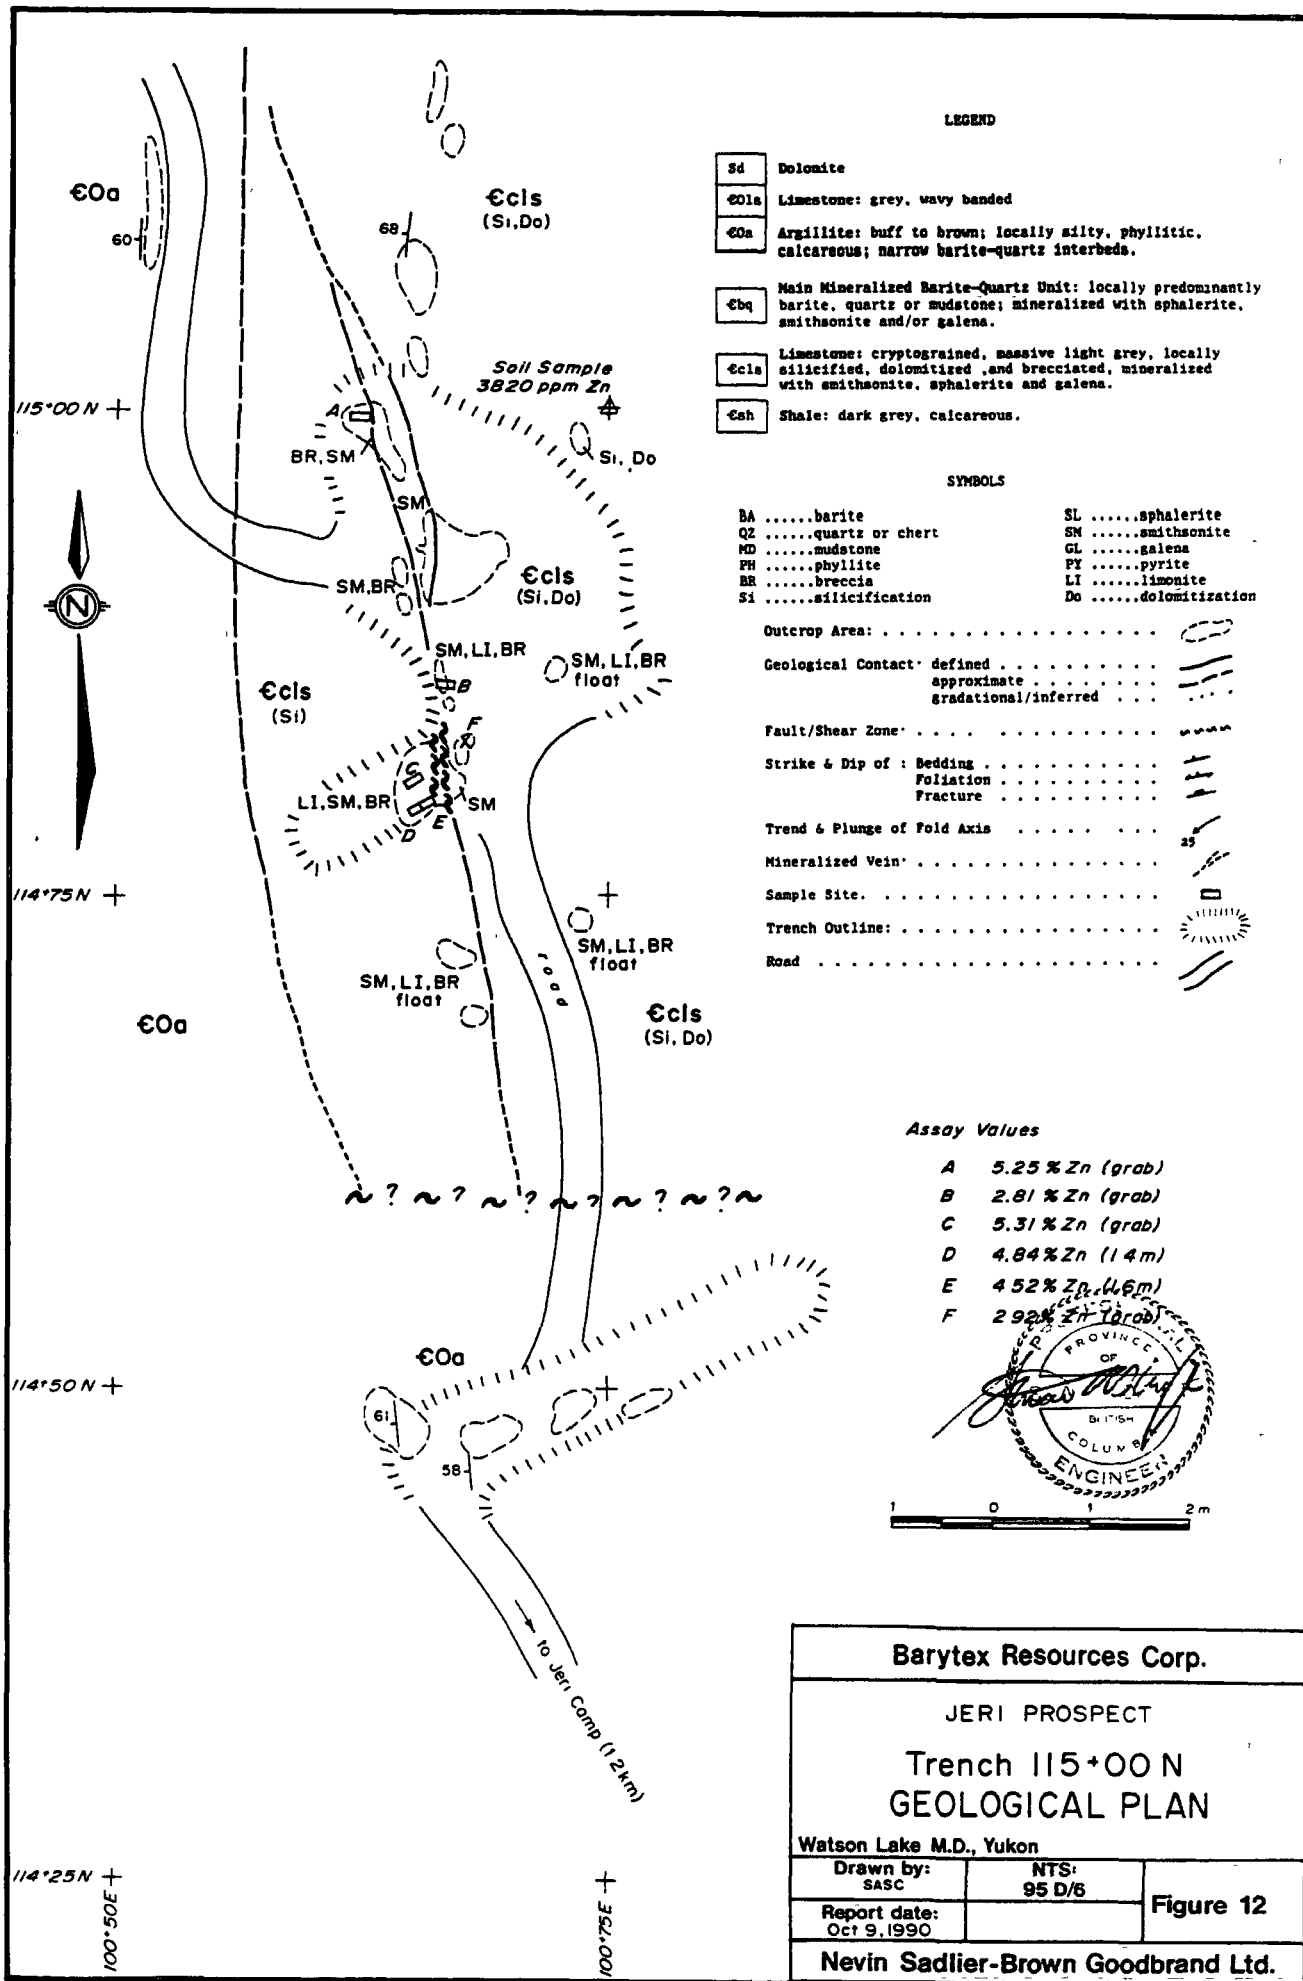 LEGEND
Sd Dolomite
€Ols Limestone: grey, wavy banded
€Oa Argillite: buff to brown; locally silty, phyllitic,
calcareous; narrow barite-quartz interbeds.
€bq Main Mineralized Barite-Quartz Unit: locally predominantly
barite, quartz or mudstone; mineralized with sphalerite,
smithsonite and/or galena.
€cls Limestone: cryptograined, massive light grey, locally
silicified, dolomitized ,and brecciated, mineralized
with smithsonite, sphalerite and galena.
€sh Shale: dark grey, calcareous.
SYMBOLS
BA ......barite
QZ ......quartz or chert
MD ......mudstone
PH ......phyllite
BR ......breccia
Si ......silicification
SL ......sphalerite
SM ......smithsonite
GL ......galena
PY ......pyrite
LI ......limonite
Do ......dolomitization
Outcrop Area:
Geological Contact: defined
approximate
gradational/inferred
Fault/Shear Zone:
Strike & Dip of : Bedding
Foliation
Fracture
Trend & Plunge of Fold Axis
25
Mineralized Vein:
Sample Site.
Trench Outline:
Road
€Oa
60
€cls
(Si,Do)
68
Soil Sample
3820 ppm Zn
115+00 N
A
BR,SM
Si, Do
SM
€cls
(Si,Do)
SM,BR
N
SM,LI,BR
B
SM,LI,BR
float
€cls
(Si)
F
C
LI,SM,BR
SM
D
E
114+75 N
SM,LI,BR
float
road
SM,LI,BR
float
€Oa
€cls
(Si, Do)
~ ? ~ ? ~ ? ~ ? ~ ? ~
€Oa
114+50 N
61
58
to Jeri Camp (1.2km)
114+25 N
100+50E
100+75E
Assay Values
A 5.25 % Zn (grab)
B 2.81 % Zn (grab)
C 5.31 % Zn (grab)
D 4.84 % Zn (1.4m)
E 4.52 % Zn (1.6m)
F 2.92% Zn (grab)
PROVINCE
OF
BRITISH
COLUMBIA
ENGINEER
1 0 1 2 m
Barytex Resources Corp.
JERI PROSPECT
Trench 115+00 N
GEOLOGICAL PLAN
Watson Lake M.D., Yukon
Drawn by:
SASC
NTS:
95 D/6
Report date:
Oct 9, 1990
Figure 12
Nevin Sadlier-Brown Goodbrand Ltd.